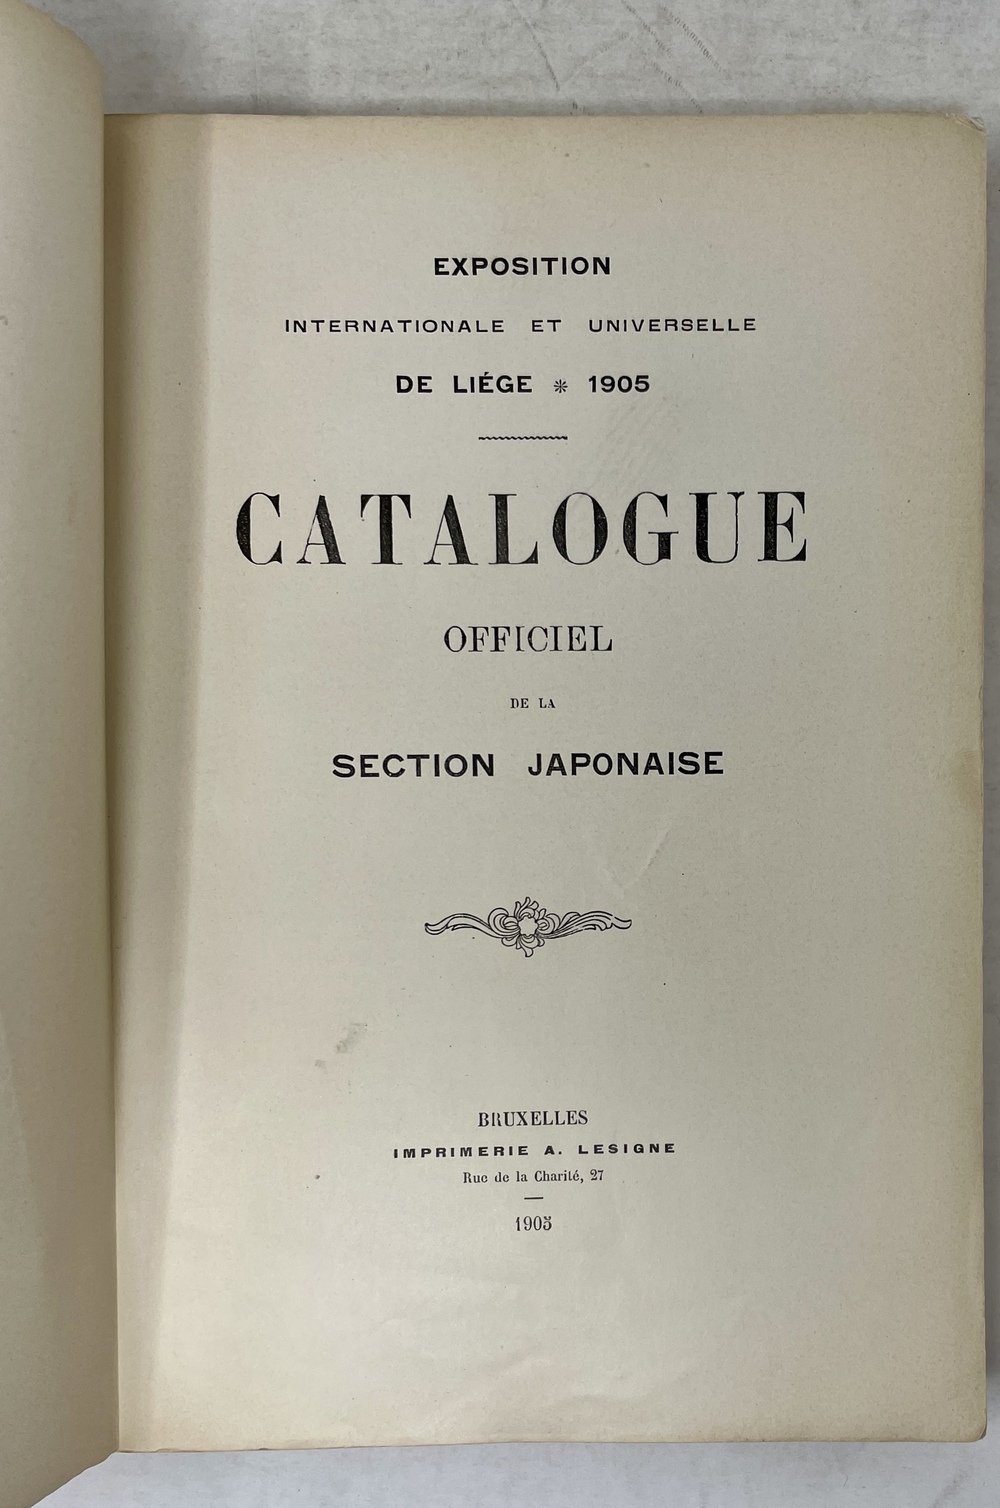 EXPOSITION
INTERNATIONALE ET UNIVERSELLE
DE LIÉGE * 1905
CATALOGUE
OFFICIEL
DE LA
SECTION JAPONAISE
BRUXELLES
IMPRIMERIE A. LESIGNE
Rue de la Charité, 27
1905